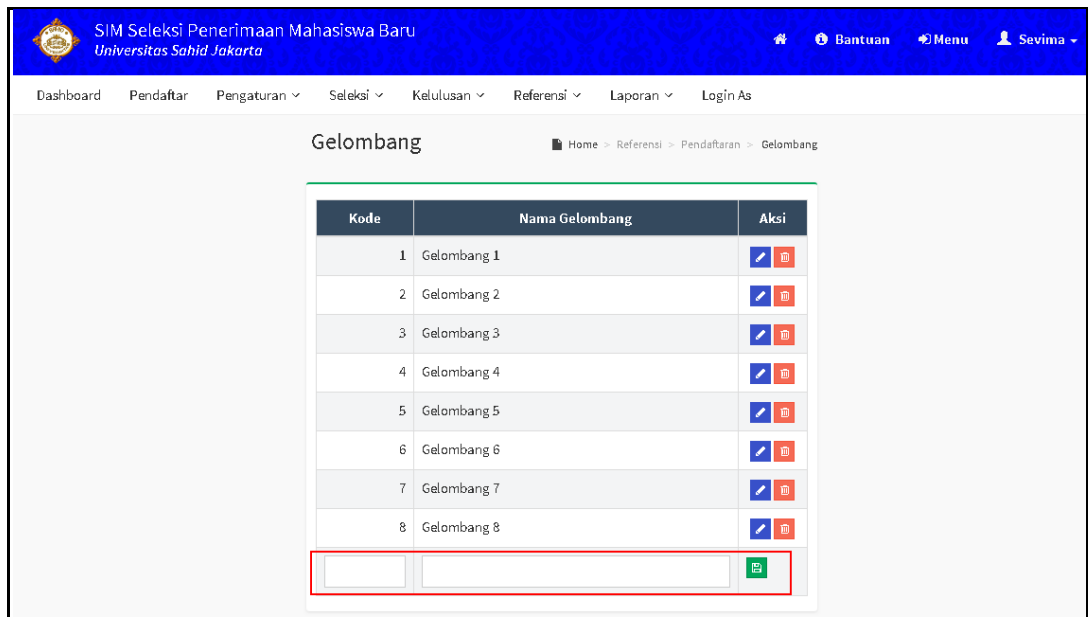 SIM Seleksi Penerimaan Mahasiswa Baru
Universitas Sahid Jakarta
Bantuan Menu Sevima
Dashboard Pendaftar Pengaturan Seleksi Kelulusan Referensi Laporan Login As
Gelombang
Home > Referensi > Pendaftaran > Gelombang
Kode Nama Gelombang Aksi
1 Gelombang 1
2 Gelombang 2
3 Gelombang 3
4 Gelombang 4
5 Gelombang 5
6 Gelombang 6
7 Gelombang 7
8 Gelombang 8